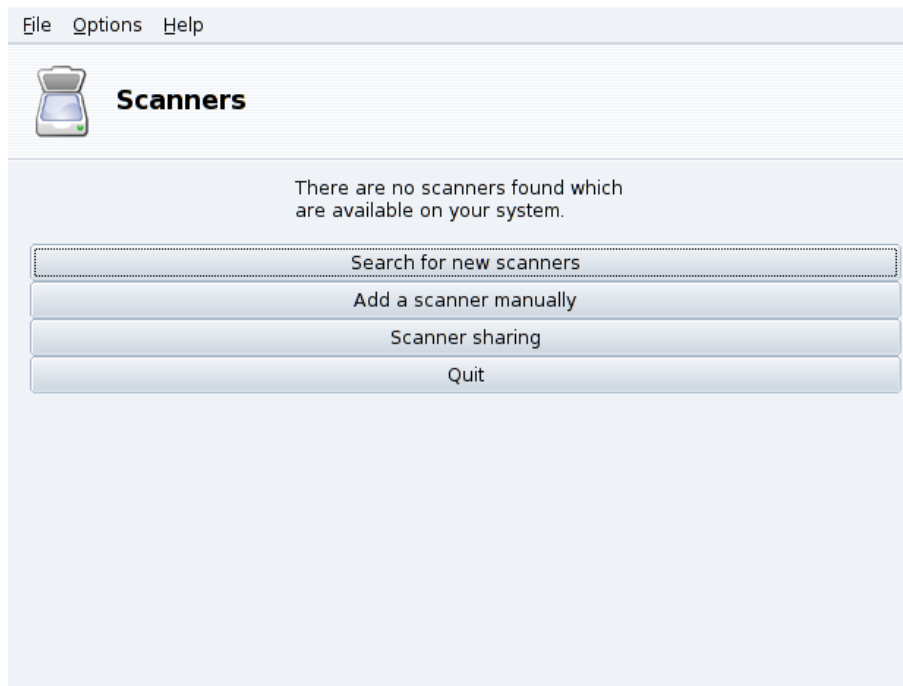 File Options Help
Scanners
There are no scanners found which
are available on your system.
Search for new scanners
Add a scanner manually
Scanner sharing
Quit